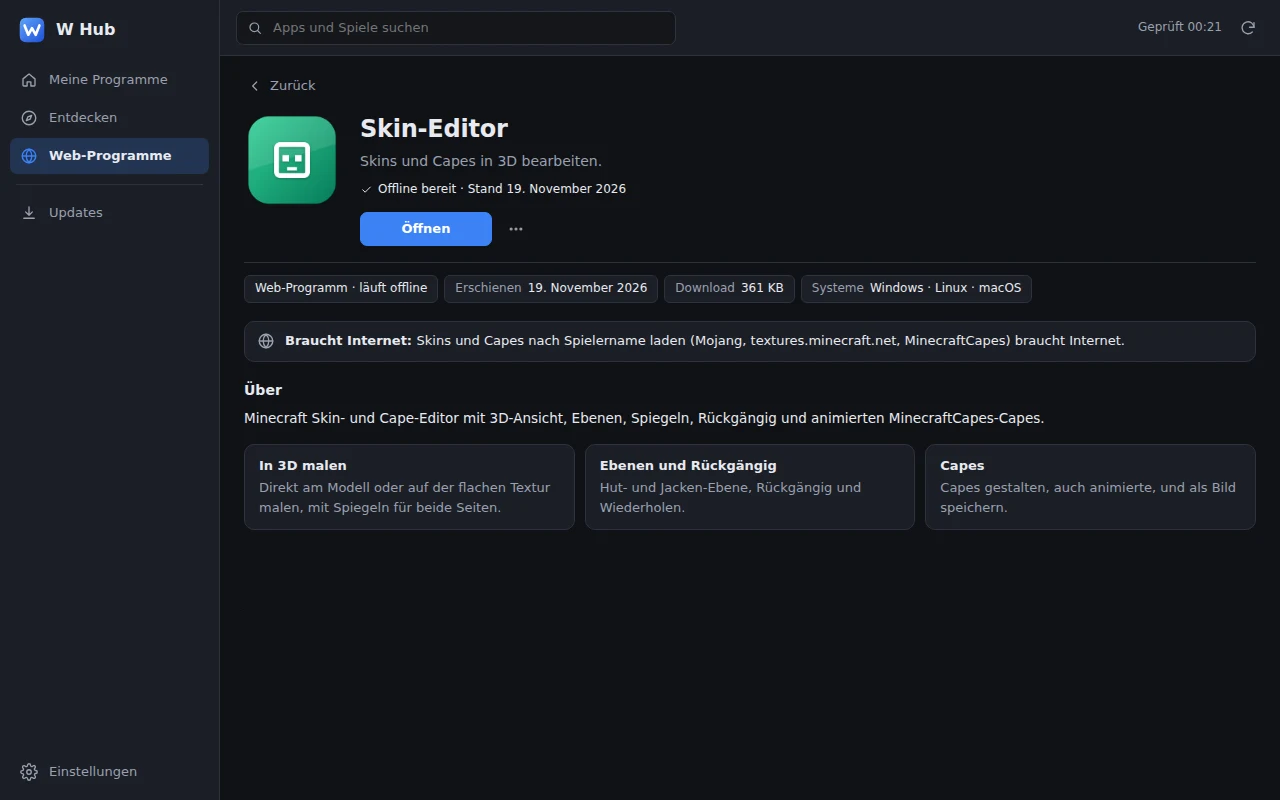 W Hub
Apps und Spiele suchen
Geprüft 00:21
Meine Programme
Entdecken
Web-Programme
Updates
Einstellungen
Zurück
Skin-Editor
Skins und Capes in 3D bearbeiten.
Offline bereit · Stand 19. November 2026
Öffnen
Web-Programm · läuft offline
Erschienen 19. November 2026
Download 361 KB
Systeme Windows · Linux · macOS
Braucht Internet: Skins und Capes nach Spielername laden (Mojang, textures.minecraft.net, MinecraftCapes) braucht Internet.
Über
Minecraft Skin- und Cape-Editor mit 3D-Ansicht, Ebenen, Spiegeln, Rückgängig und animierten MinecraftCapes-Capes.
In 3D malen
Direkt am Modell oder auf der flachen Textur
malen, mit Spiegeln für beide Seiten.
Ebenen und Rückgängig
Hut- und Jacken-Ebene, Rückgängig und
Wiederholen.
Capes
Capes gestalten, auch animierte, und als Bild
speichern.